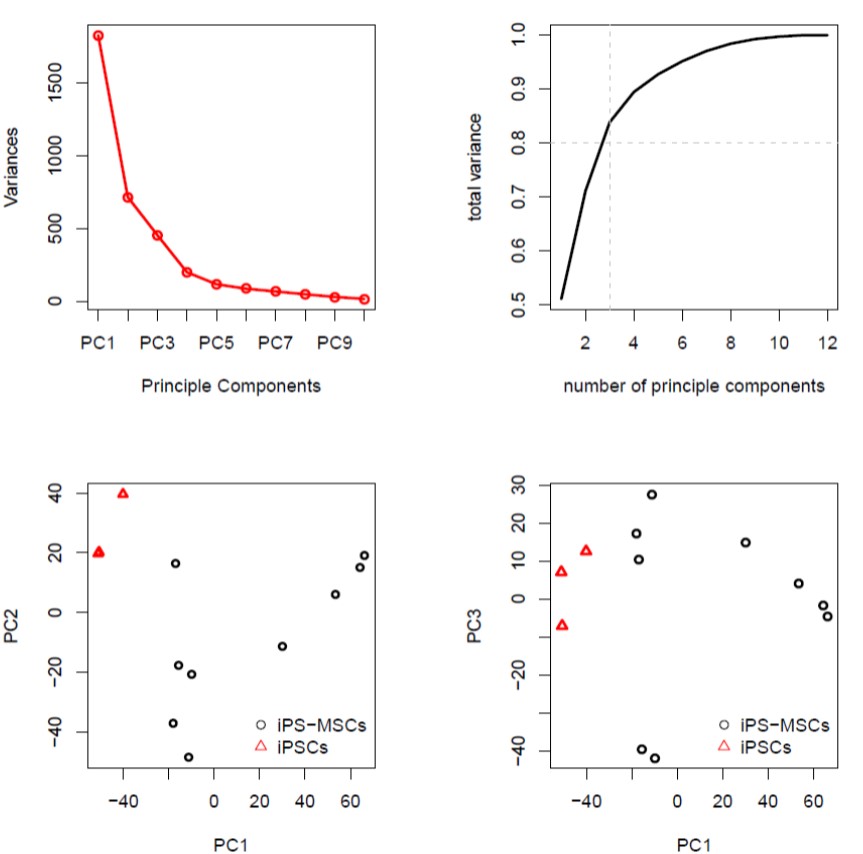 Variances
0 500 1000 1500
PC1 PC3 PC5 PC7 PC9
Principle Components
total variance
0.5 0.6 0.7 0.8 0.9 1.0
2 4 6 8 10 12
number of principle components
PC2
−40 −20 0 20 40
iPS−MSCs
iPSCs
−40 0 20 40 60
PC1
PC3
−40 −20 0 10 20 30
iPS−MSCs
iPSCs
−40 0 20 40 60
PC1